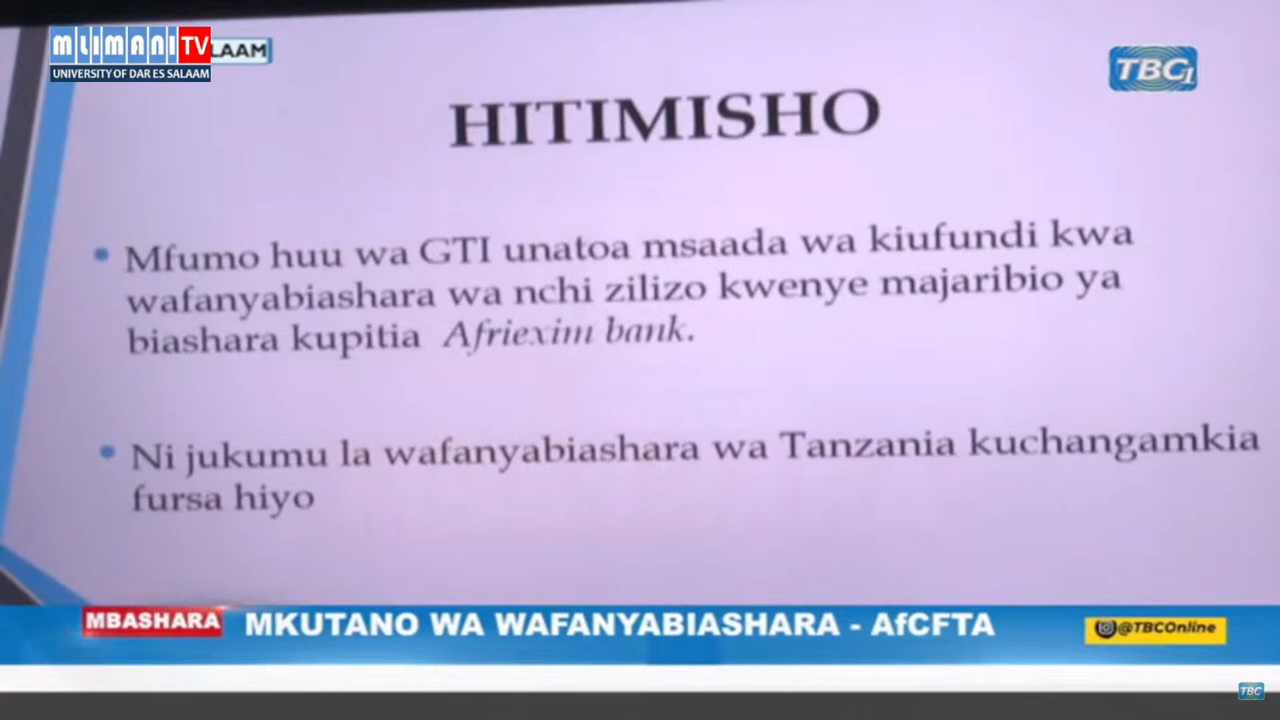 MLIMANI TV
LAAM
UNIVERSITY OF DAR ES SALAAM
TBC1
HITIMISHO
• Mfumo huu wa GTI unatoa msaada wa kiufundi kwa
wafanyabiashara wa nchi zilizo kwenye majaribio ya
biashara kupitia Afriexim bank.
• Ni jukumu la wafanyabiashara wa Tanzania kuchangamkia
fursa hiyo
MBASHARA
MKUTANO WA WAFANYABIASHARA - AfCFTA
@TBCOnline
TBC